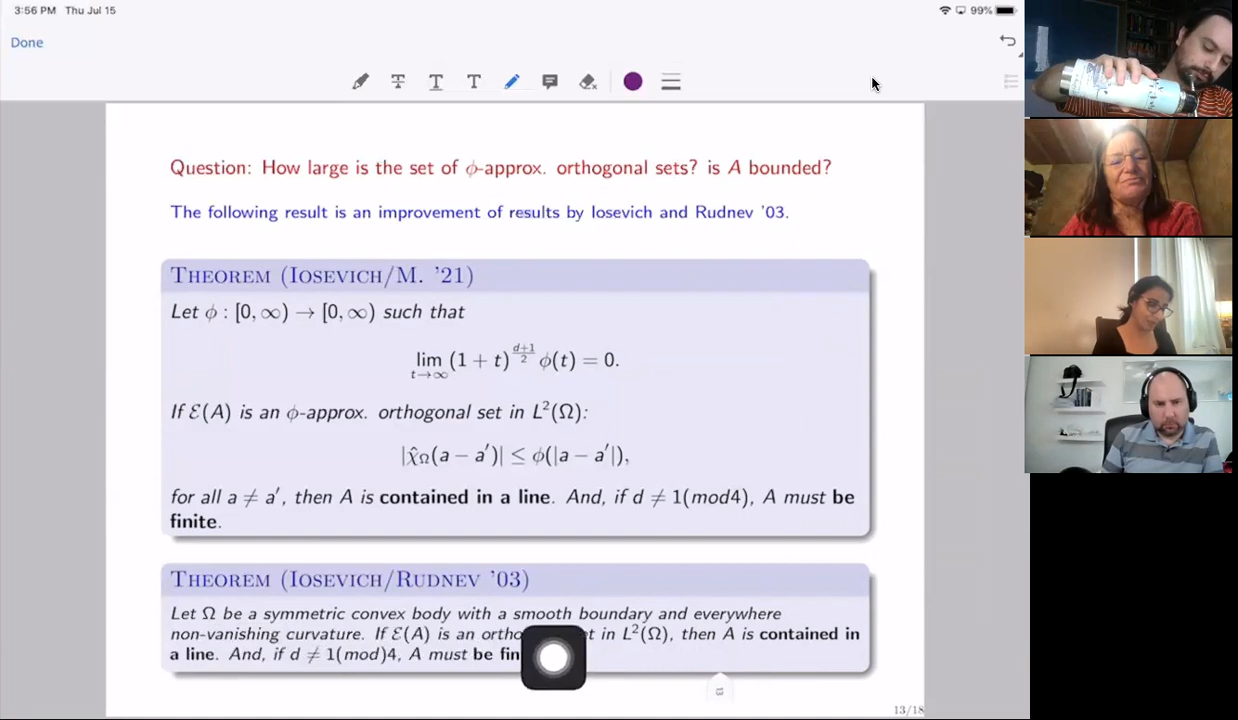 3:56 PM Thu Jul 15
99%
Done
T T T
Question: How large is the set of ϕ-approx. orthogonal sets? is A bounded?
The following result is an improvement of results by Iosevich and Rudnev '03.
THEOREM (IOSEVICH/M. '21)
Let ϕ : [0, ∞) → [0, ∞) such that
lim_{t→∞} (1 + t)^{\frac{d+1}{2}} ϕ(t) = 0.
If ℰ(A) is an ϕ-approx. orthogonal set in L²(Ω):
|χ̂_Ω(a − a′)| ≤ ϕ(|a − a′|),
for all a ≠ a′, then A is contained in a line. And, if d ≠ 1(mod4), A must be
finite.
THEOREM (IOSEVICH/RUDNEV '03)
Let Ω be a symmetric convex body with a smooth boundary and everywhere
non-vanishing curvature. If ℰ(A) is an in L²(Ω), then A is contained in
a line. And, if d ≠ 1(mod)4, A must be
13/18